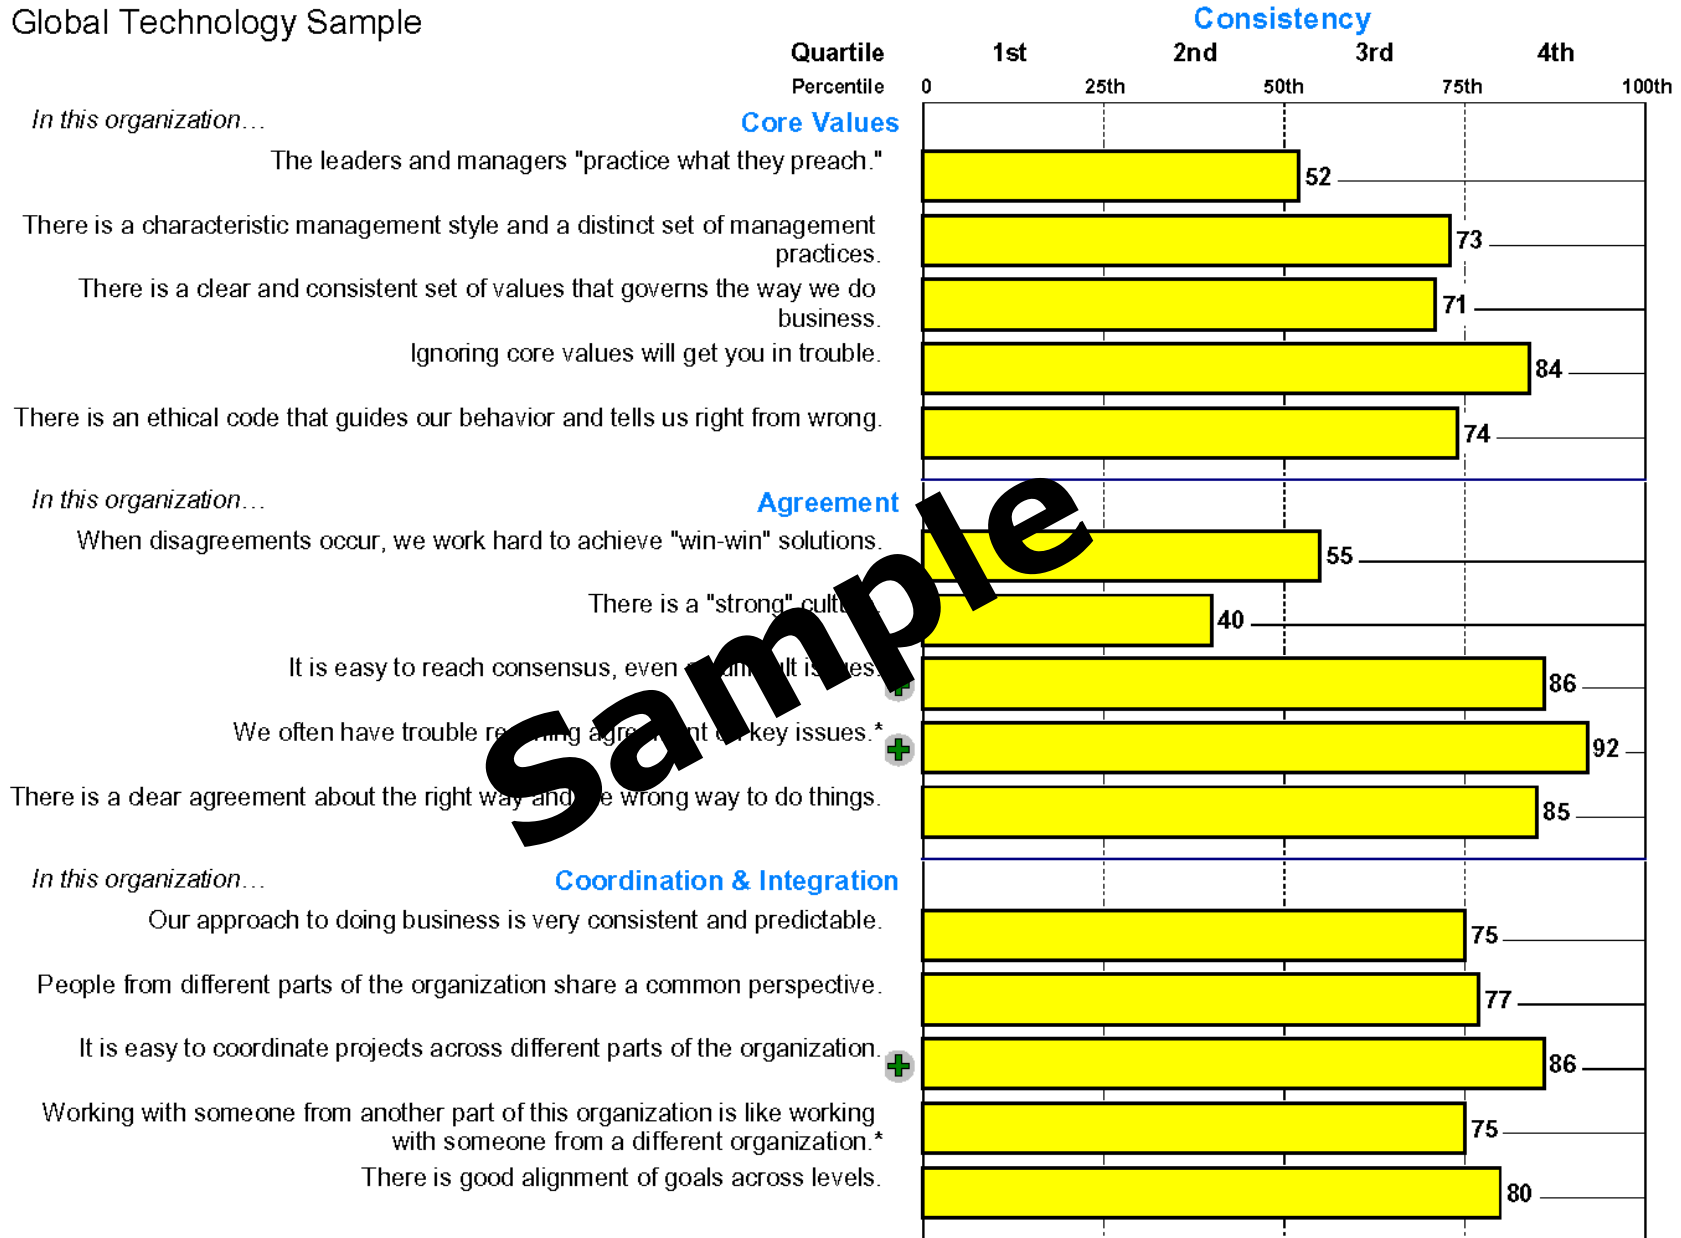 Global Technology Sample
Consistency
Quartile 1st 2nd 3rd 4th
Percentile 0 25th 50th 75th 100th
In this organization... Core Values
The leaders and managers "practice what they preach." 52
There is a characteristic management style and a distinct set of management
practices. 73
There is a clear and consistent set of values that governs the way we do
business. 71
Ignoring core values will get you in trouble. 84
There is an ethical code that guides our behavior and tells us right from wrong. 74
In this organization... Agreement
When disagreements occur, we work hard to achieve "win-win" solutions. 55
There is a "strong" 40
It is easy to reach consensus, even 86
We often have trouble key issues.* 92
There is a clear agreement about the right way and wrong way to do things. 85
Sample
In this organization... Coordination & Integration
Our approach to doing business is very consistent and predictable. 75
People from different parts of the organization share a common perspective. 77
It is easy to coordinate projects across different parts of the organization. 86
Working with someone from another part of this organization is like working
with someone from a different organization.* 75
There is good alignment of goals across levels. 80